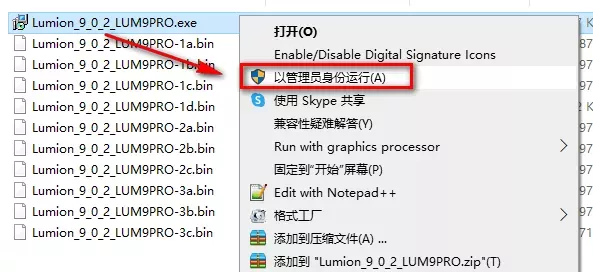 Lumion_9_0_2_LUM9PRO.exe
Lumion_9_0_2_LUM9PRO-1a.bin
Lumion_9_0_2_LUM9PRO-1b.bin
Lumion_9_0_2_LUM9PRO-1c.bin
Lumion_9_0_2_LUM9PRO-1d.bin
Lumion_9_0_2_LUM9PRO-2a.bin
Lumion_9_0_2_LUM9PRO-2b.bin
Lumion_9_0_2_LUM9PRO-2c.bin
Lumion_9_0_2_LUM9PRO-3a.bin
Lumion_9_0_2_LUM9PRO-3b.bin
Lumion_9_0_2_LUM9PRO-3c.bin
打开(O)
Enable/Disable Digital Signature Icons
以管理员身份运行(A)
使用 Skype 共享
兼容性疑难解答(Y)
Run with graphics processor
固定到"开始"屏幕(P)
Edit with Notepad++
格式工厂
添加到压缩文件(A) ...
添加到 "Lumion_9_0_2_LUM9PRO.zip"(T)